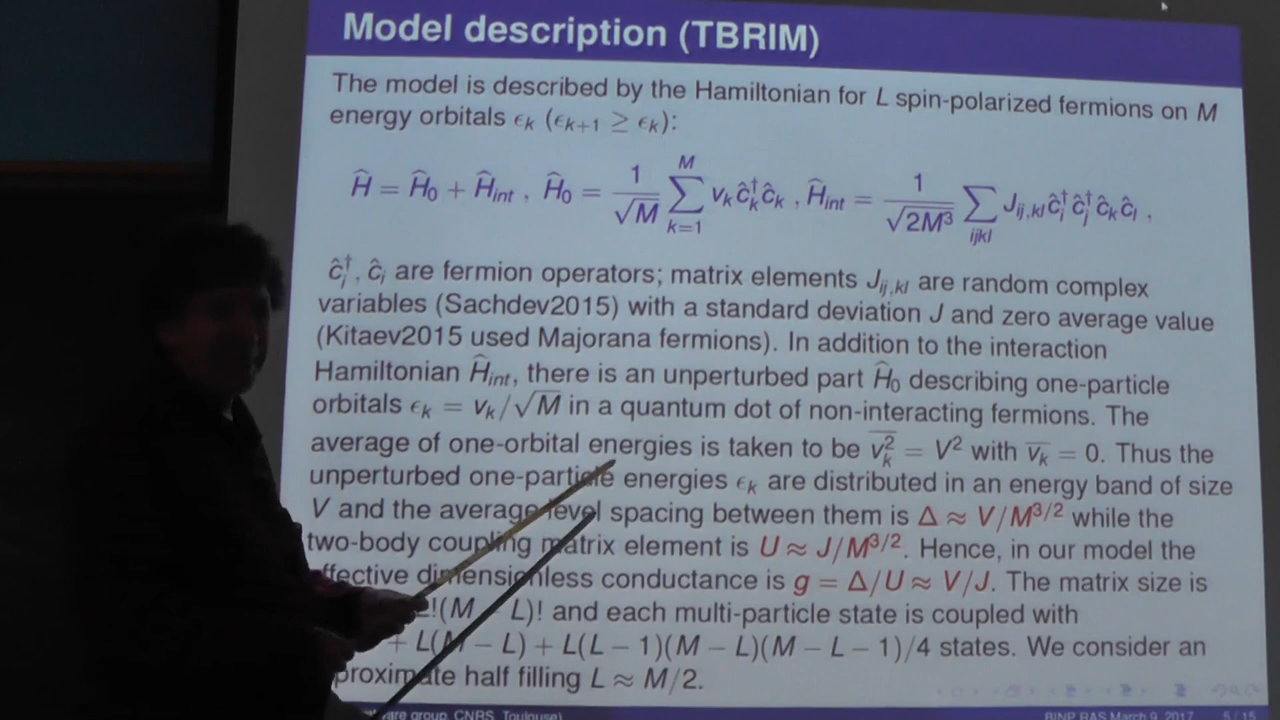 Model description (TBRIM)
The model is described by the Hamiltonian for L spin-polarized fermions on M
energy orbitals ϵ_k (ϵ_{k+1} ≥ ϵ_k):
Ĥ = Ĥ_0 + Ĥ_int , Ĥ_0 = 1/√M ∑_{k=1}^{M} v_k ĉ_k^† ĉ_k , Ĥ_int = 1/√(2M³) ∑_{ijkl} J_{ij,kl} ĉ_i^† ĉ_j^† ĉ_k ĉ_l ,
ĉ_i^†, ĉ_i are fermion operators; matrix elements J_{ij,kl} are random complex
variables (Sachdev2015) with a standard deviation J and zero average value
(Kitaev2015 used Majorana fermions). In addition to the interaction
Hamiltonian Ĥ_int, there is an unperturbed part Ĥ_0 describing one-particle
orbitals ϵ_k = v_k/√M in a quantum dot of non-interacting fermions. The
average of one-orbital energies is taken to be \overline{v_k^2} = V² with \overline{v_k} = 0. Thus the
unperturbed one-particle energies ϵ_k are distributed in an energy band of size
V and the average level spacing between them is Δ ≈ V/M^{3/2} while the
two-body coupling matrix element is U ≈ J/M^{3/2}. Hence, in our model the
ffective dimensionless conductance is g = Δ/U ≈ V/J. The matrix size is
!(M − L)! and each multi-particle state is coupled with
+ L(M − L) + L(L − 1)(M − L)(M − L − 1)/4 states. We consider an
proximate half filling L ≈ M/2.
are group, CNRS, Toulouse) BINP RAS March 9, 2017 5 / 15